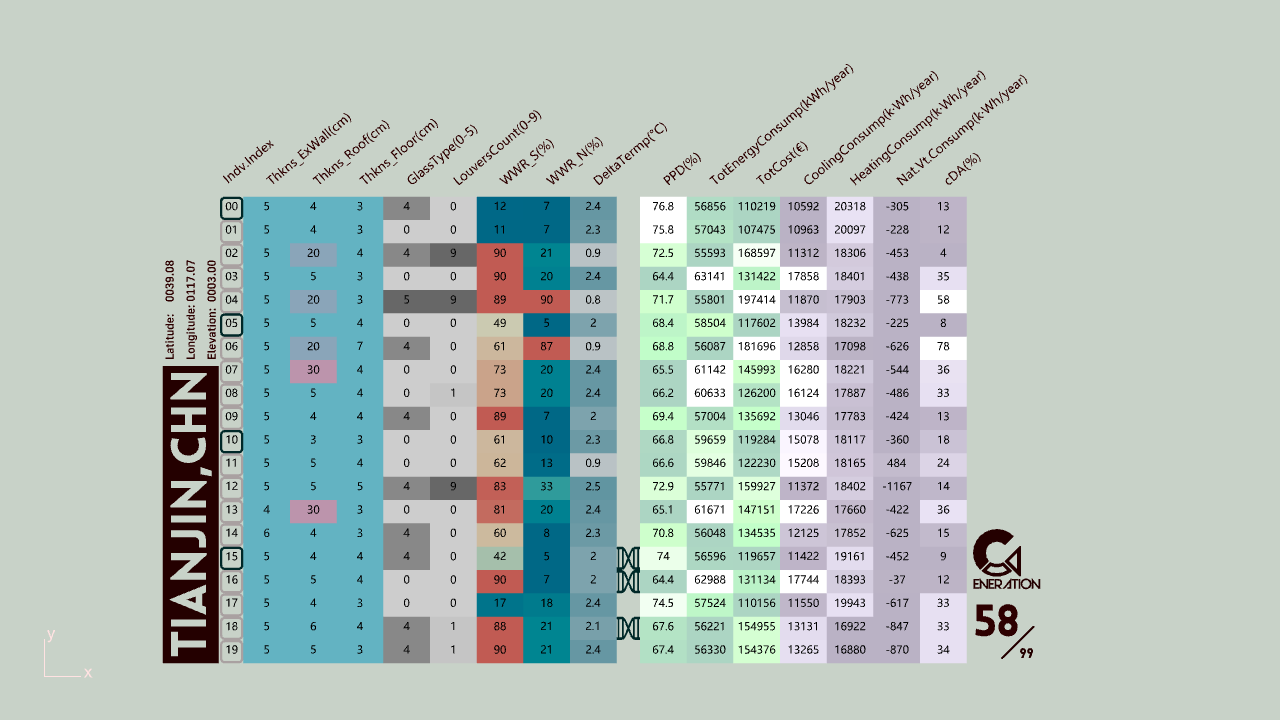 Indv.Index Thkns_ExWall(cm) Thkns_Roof(cm) Thkns_Floor(cm) GlassType(0-5) LouversCount(0-9) WWR_S(%) WWR_N(%) DeltaTermp(°C) PPD(%) TotEnergyConsump(kWh/year) TotCost(€) CoolingConsump(k·Wh/year) HeatingConsump(k·Wh/year) Nat.Vt.Consump(k·Wh/year) cDA(%)
00 5 4 3 4 0 12 7 2.4 76.8 56856 110219 10592 20318 -305 13
01 5 4 3 0 0 11 7 2.3 75.8 57043 107475 10963 20097 -228 12
02 5 20 4 4 9 90 21 0.9 72.5 55593 168597 11312 18306 -453 4
03 5 5 3 0 0 90 20 2.4 64.4 63141 131422 17858 18401 -438 35
04 5 20 3 5 9 89 90 0.8 71.7 55801 197414 11870 17903 -773 58
05 5 5 4 0 0 49 5 2 68.4 58504 117602 13984 18232 -225 8
06 5 20 7 4 0 61 87 0.9 68.8 56087 181696 12858 17098 -626 78
07 5 30 4 0 0 73 20 2.4 65.5 61142 145993 16280 18221 -544 36
08 5 5 4 0 1 73 20 2.4 66.2 60633 126200 16124 17887 -486 33
09 5 4 4 4 0 89 7 2 69.4 57004 135692 13046 17783 -424 13
10 5 3 3 0 0 61 10 2.3 66.8 59659 119284 15078 18117 -360 18
11 5 5 4 0 0 62 13 0.9 66.6 59846 122230 15208 18165 484 24
12 5 5 5 4 9 83 33 2.5 72.9 55771 159927 11372 18402 -1167 14
13 4 30 3 0 0 81 20 2.4 65.1 61671 147151 17226 17660 -422 36
14 6 4 3 4 0 60 8 2.3 70.8 56048 134535 12125 17852 -625 15
15 5 4 4 4 0 42 5 2 74 56596 119657 11422 19161 -452 9
16 5 5 4 0 0 90 7 2 64.4 62988 131134 17744 18393 -37 12
17 5 4 3 0 0 17 18 2.4 74.5 57524 110156 11550 19943 -617 33
18 5 6 4 4 1 88 21 2.1 67.6 56221 154955 13131 16922 -847 33
19 5 5 3 4 1 90 21 2.4 67.4 56330 154376 13265 16880 -870 34
Latitude: 0039.08
Longitude: 0117.07
Elevation: 0003.00
TIANJIN,CHN
G
ENERATION
58/99
y
x